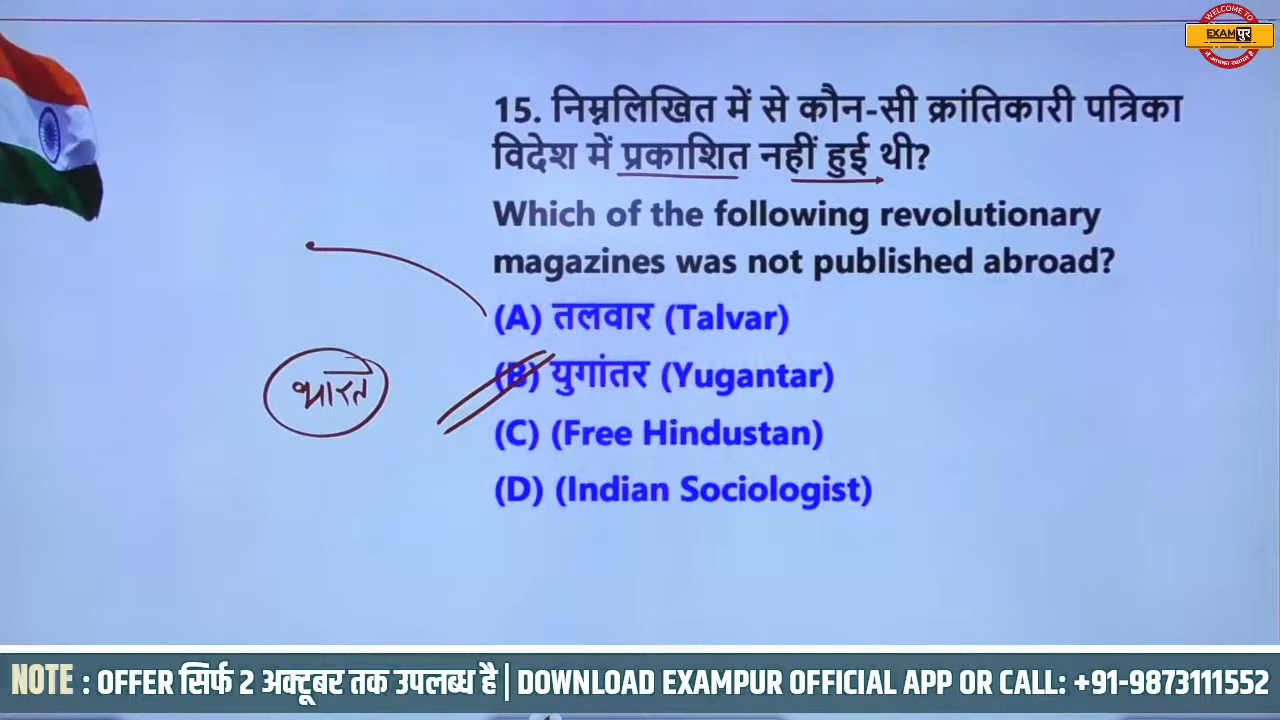 WELCOME TO
EXAMपुर
15. निम्नलिखित में से कौन-सी क्रांतिकारी पत्रिका
विदेश में प्रकाशित नहीं हुई थी?
Which of the following revolutionary
magazines was not published abroad?
(A) तलवार (Talvar)
(B) युगांतर (Yugantar)
भारत
(C) (Free Hindustan)
(D) (Indian Sociologist)
NOTE : OFFER सिर्फ 2 अक्टूबर तक उपलब्ध है | DOWNLOAD EXAMPUR OFFICIAL APP OR CALL: +91-9873111552